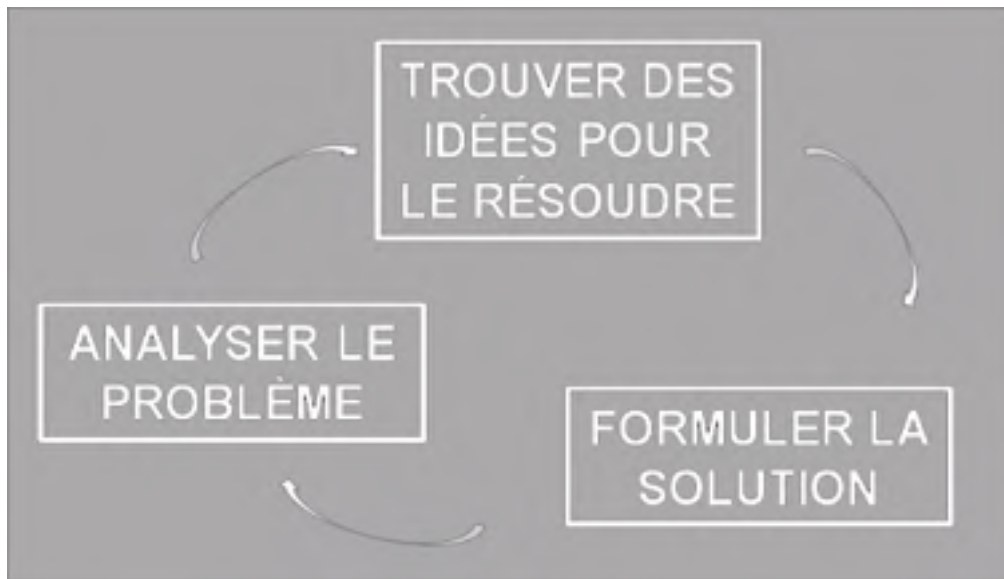 TROUVER DES
IDÉES POUR
LE RÉSOUDRE
ANALYSER LE
PROBLÈME
FORMULER LA
SOLUTION